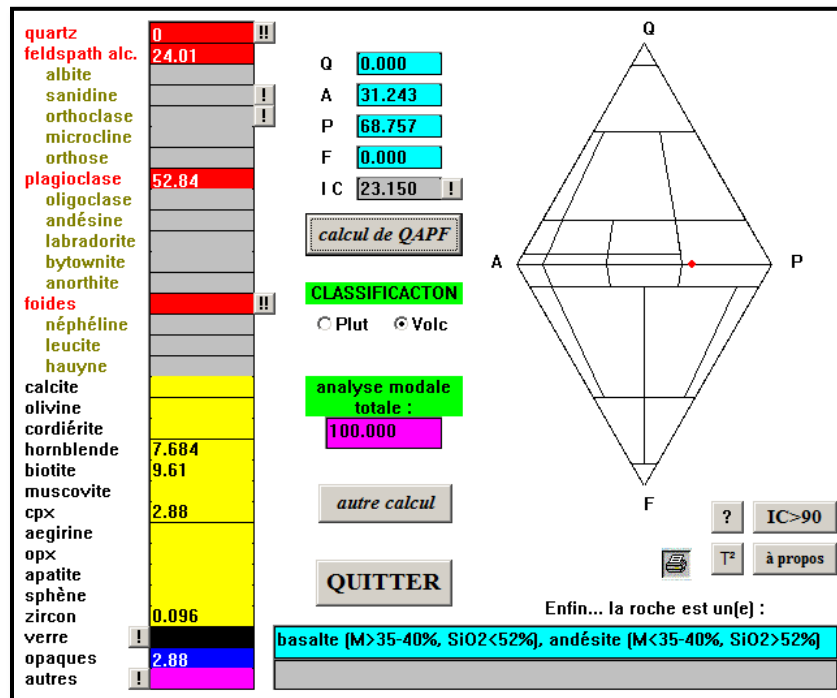 quartz 0 !!
feldspath alc. 24.01
albite
sanidine !
orthoclase !
microcline
orthose
plagioclase 52.84
oligoclase
andésine
labradorite
bytownite
anorthite
foides !!
néphéline
leucite
hauyne
calcite
olivine
cordiérite
hornblende 7.684
biotite 9.61
muscovite
cpx 2.88
aegirine
opx
apatite
sphène
zircon 0.096
verre !
opaques 2.88
autres !
Q 0.000
A 31.243
P 68.757
F 0.000
I C 23.150 !
calcul de QAPF
CLASSIFICACTON
Plut Volc
analyse modale
totale :
100.000
autre calcul
QUITTER
Q
A P
F
? IC>90
T² à propos
Enfin... la roche est un(e) :
basalte (M>35-40%, SiO2<52%), andésite (M<35-40%, SiO2>52%)